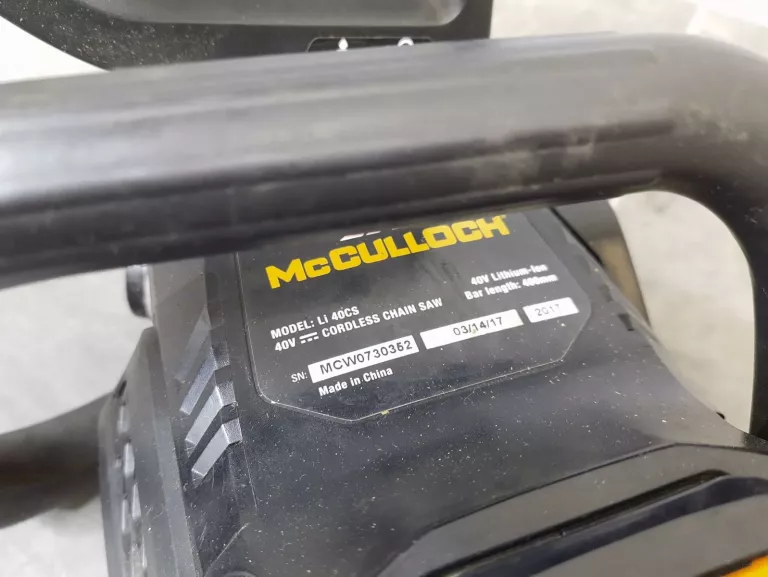 McCULLOCH
MODEL: Li 40CS
40V CORDLESS CHAIN SAW
40V Lithium-Ion
Bar length: 400mm
SN: MCW0730352 03/14/17 2017
Made in China